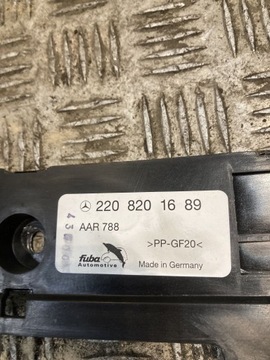 220 820 16 89
AAR 788
>PP-GF20<
fuba
Automotive
Made in Germany